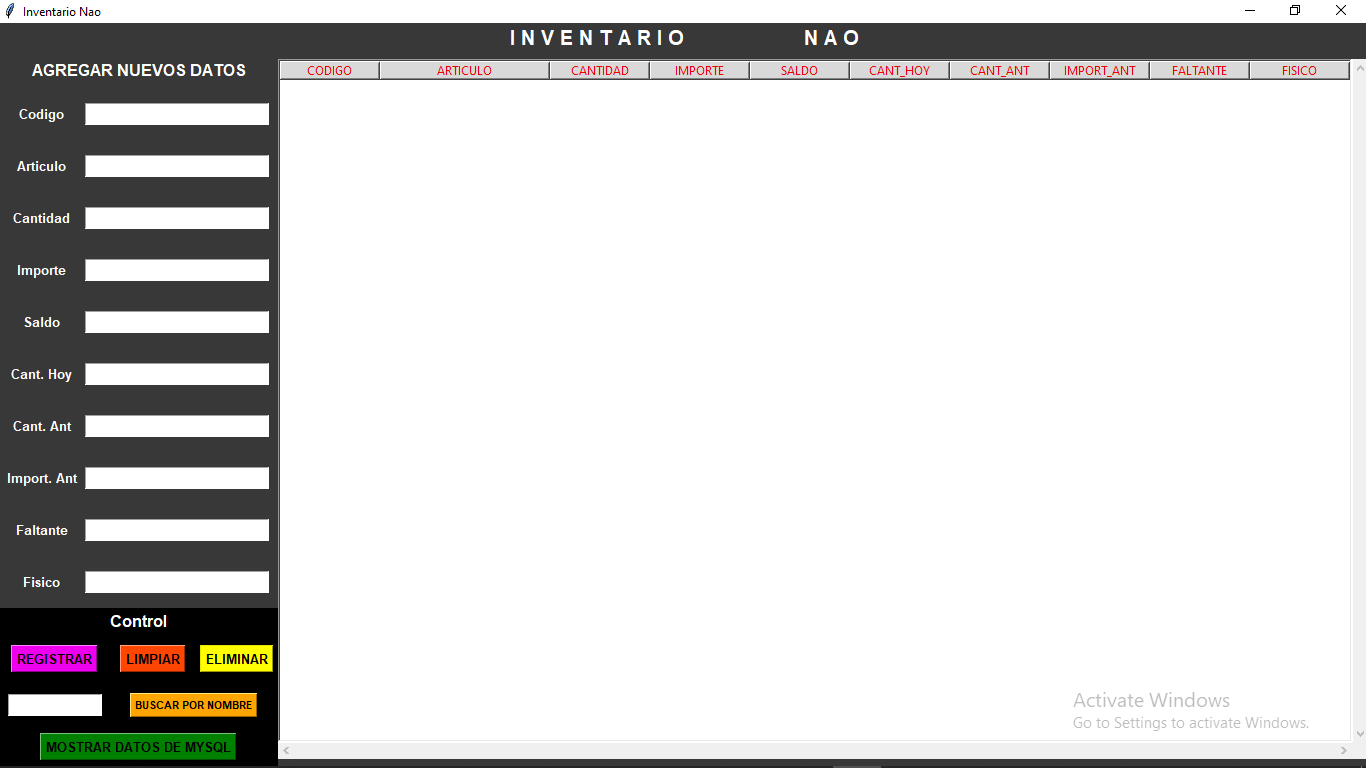 Inventario Nao
INVENTARIO NAO
AGREGAR NUEVOS DATOS
CODIGO ARTICULO CANTIDAD IMPORTE SALDO CANT_HOY CANT_ANT IMPORT_ANT FALTANTE FISICO
Codigo
Articulo
Cantidad
Importe
Saldo
Cant. Hoy
Cant. Ant
Import. Ant
Faltante
Fisico
Control
REGISTRAR LIMPIAR ELIMINAR
BUSCAR POR NOMBRE
MOSTRAR DATOS DE MYSQL
Activate Windows
Go to Settings to activate Windows.